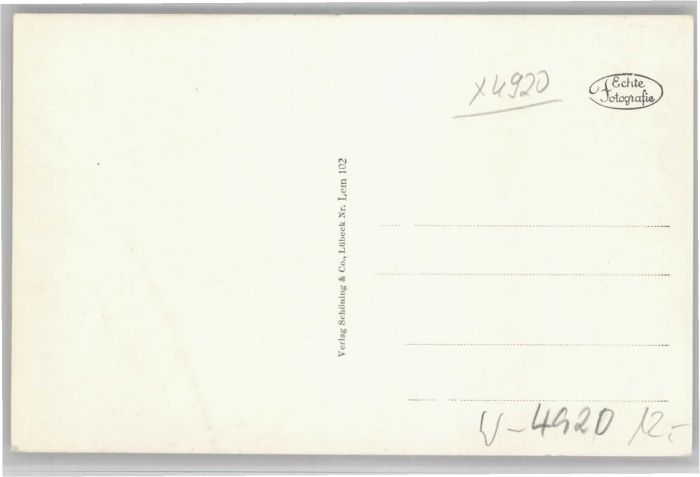 x4920
Echte
Fotografie
Verlag Schöning & Co., Lübeck Nr. Lem 102
W-4920 12,-